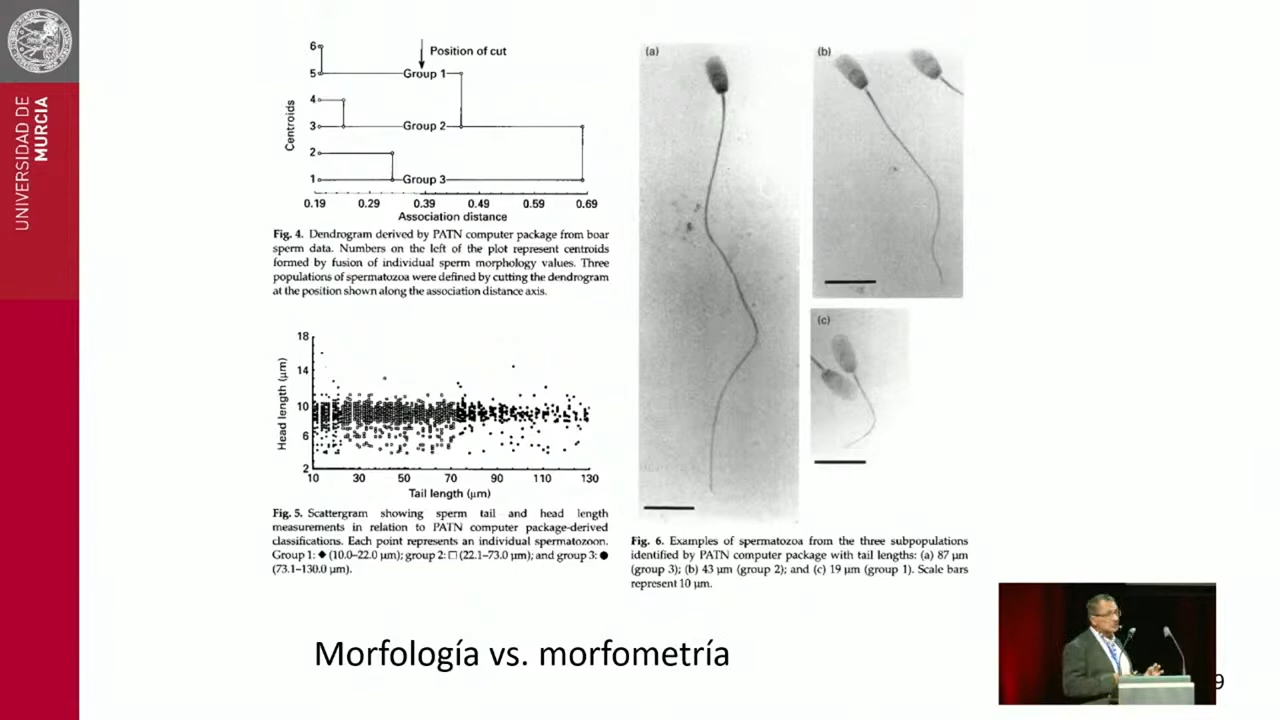 UNIVERSIDAD DE
MURCIA
6
5
4
3
2
1
Centroids
Position of cut
Group 1
Group 2
Group 3
0.19 0.29 0.39 0.49 0.59 0.69
Association distance
Fig. 4. Dendrogram derived by PATN computer package from boar
sperm data. Numbers on the left of the plot represent centroids
formed by fusion of individual sperm morphology values. Three
populations of spermatozoa were defined by cutting the dendrogram
at the position shown along the association distance axis.
18
14
10
6
2
Head length (μm)
10 30 50 70 90 110 130
Tail length (μm)
Fig. 5. Scattergram showing sperm tail and head length
measurements in relation to PATN computer package-derived
classifications. Each point represents an individual spermatozoon.
Group 1: ◆ (10.0–22.0 μm); group 2: □ (22.1–73.0 μm); and group 3: ●
(73.1–130.0 μm).
(a)
(b)
(c)
Fig. 6. Examples of spermatozoa from the three subpopulations
identified by PATN computer package with tail lengths: (a) 87 μm
(group 3); (b) 43 μm (group 2); and (c) 19 μm (group 1). Scale bars
represent 10 μm.
Morfología vs. morfometría
9